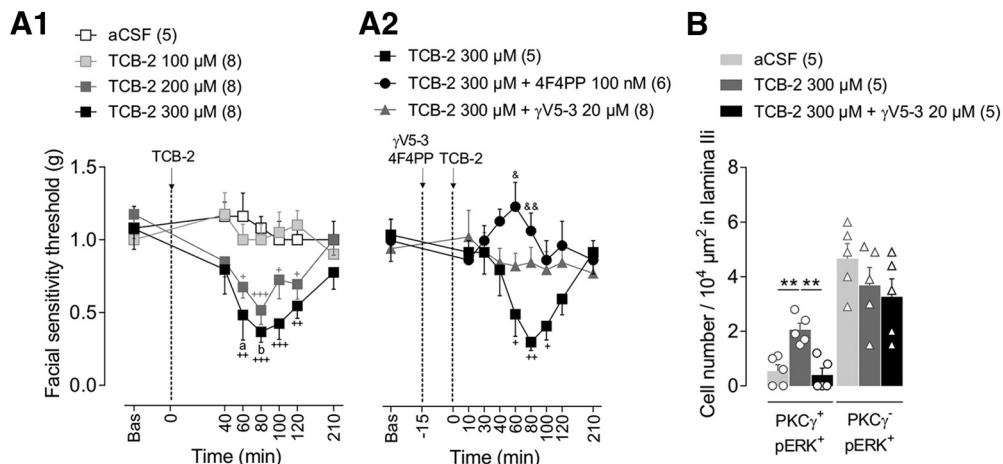 A1
aCSF (5)
TCB-2 100 µM (8)
TCB-2 200 µM (8)
TCB-2 300 µM (8)
TCB-2
Facial sensitivity threshold (g)
1.5
1.0
0.5
0.0
+
+++
+
+
a
++
b
+++
+++
++
Bas
0
40
60
80
100
120
210
Time (min)
A2
TCB-2 300 µM (5)
TCB-2 300 µM + 4F4PP 100 nM (6)
TCB-2 300 µM + γV5-3 20 µM (8)
γV5-3
4F4PP TCB-2
&
&&
+
++
+
Bas
-15
0
10
30
40
60
80
100
120
210
Time (min)
B
aCSF (5)
TCB-2 300 µM (5)
TCB-2 300 µM + γV5-3 20 µM (5)
Cell number / 10⁴ µm² in lamina IIi
8
6
4
2
0
** **
PKCγ⁺ PKCγ⁻
pERK⁺ pERK⁺